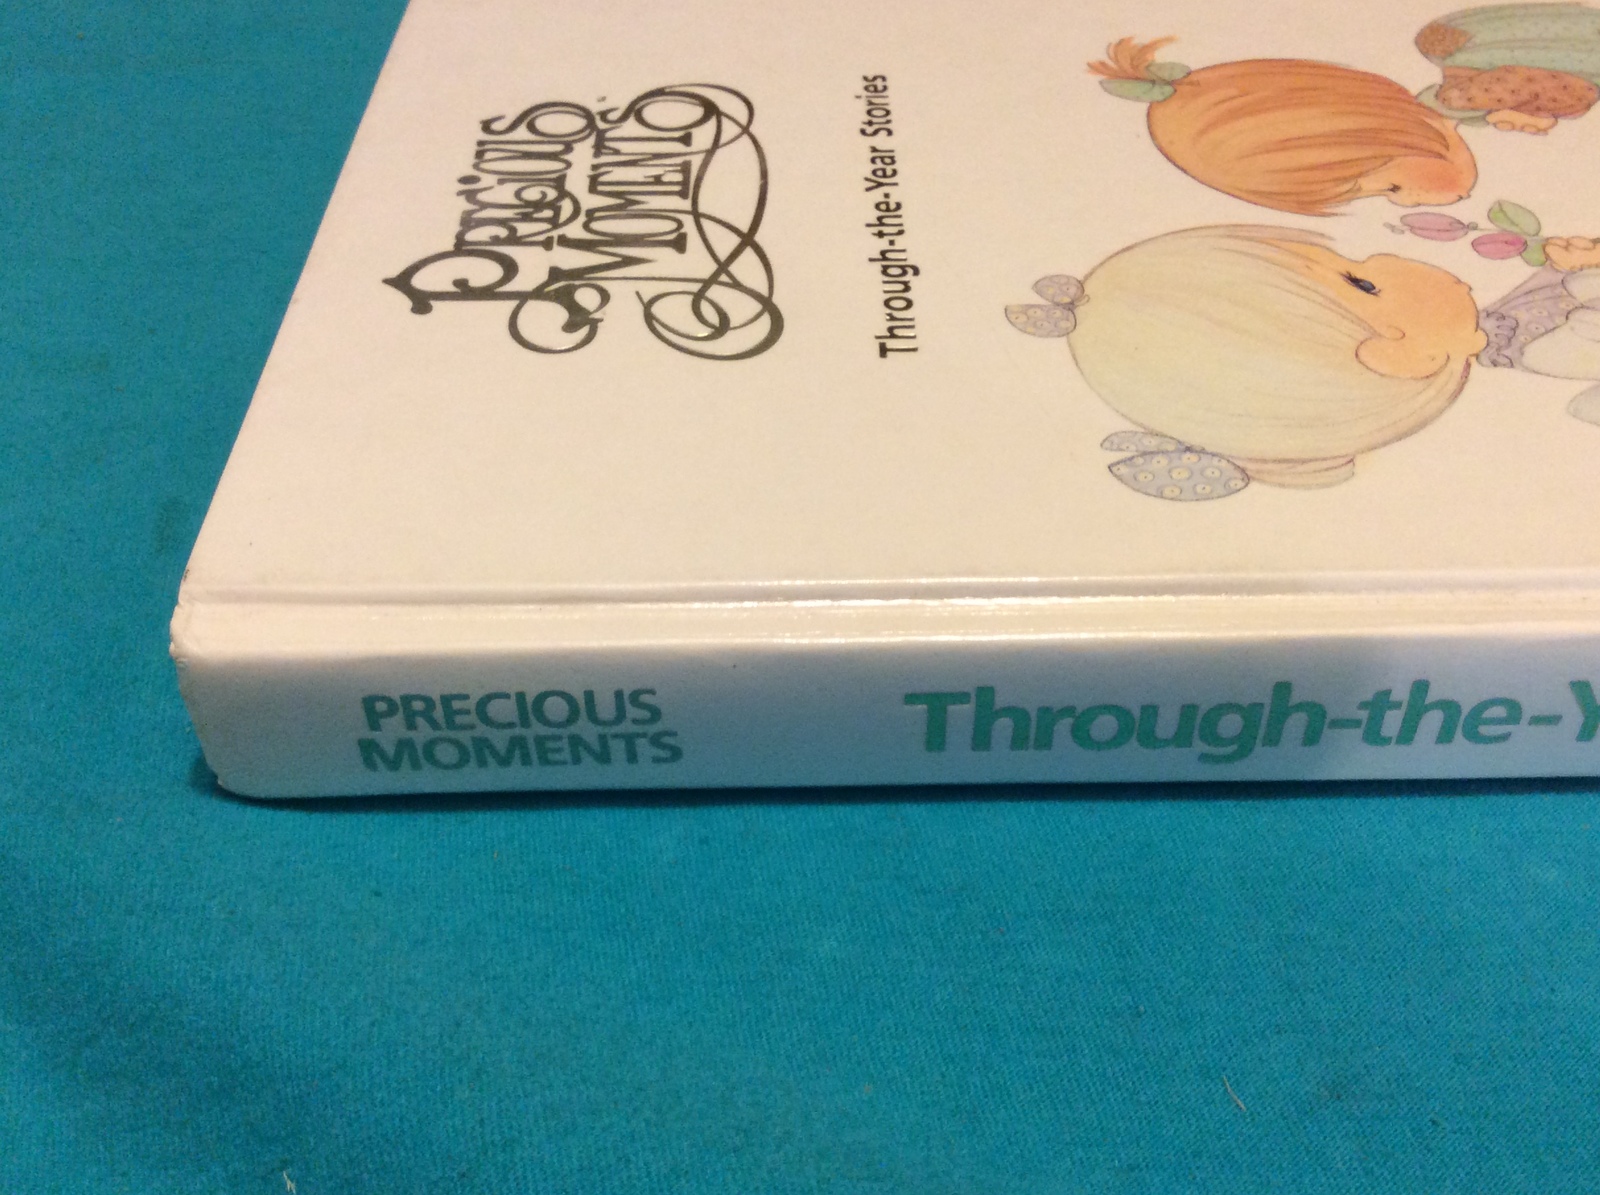 PRECIOUS
MOMENTS
Through-the-Year Stories
PRECIOUS
MOMENTS
Through-the-Y